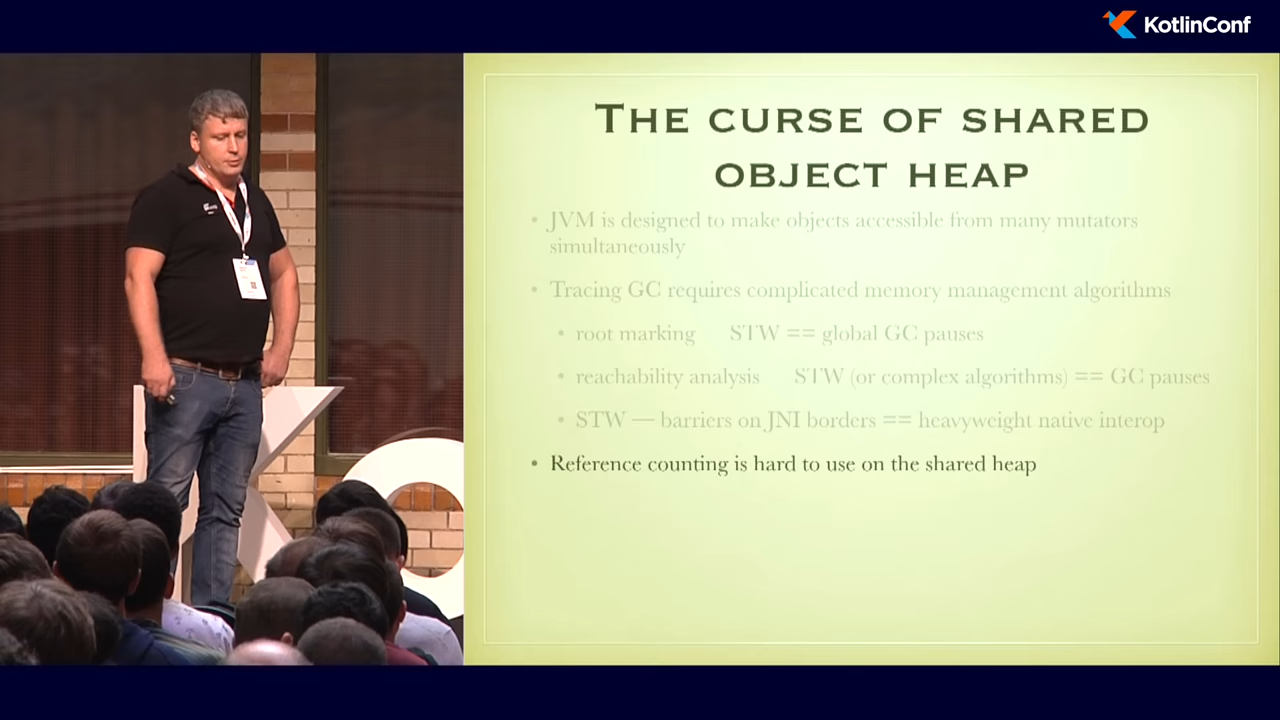 KotlinConf
THE CURSE OF SHARED
OBJECT HEAP
• JVM is designed to make objects accessible from many mutators
simultaneously
• Tracing GC requires complicated memory management algorithms
• root marking STW == global GC pauses
• reachability analysis STW (or complex algorithms) == GC pauses
• STW — barriers on JNI borders == heavyweight native interop
• Reference counting is hard to use on the shared heap